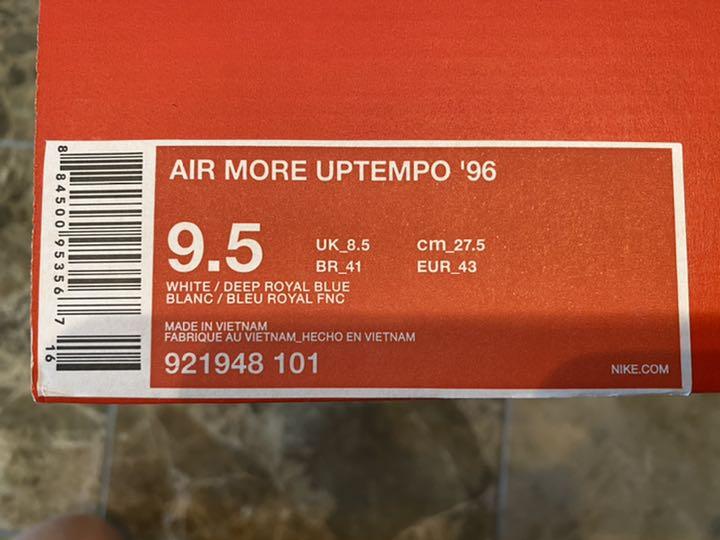 AIR MORE UPTEMPO '96
9.5
UK_8.5 cm_27.5
BR_41 EUR_43
WHITE / DEEP ROYAL BLUE
BLANC / BLEU ROYAL FNC
MADE IN VIETNAM
FABRIQUE AU VIETNAM_HECHO EN VIETNAM
921948 101
NIKE.COM
8 84500 95356 7
16